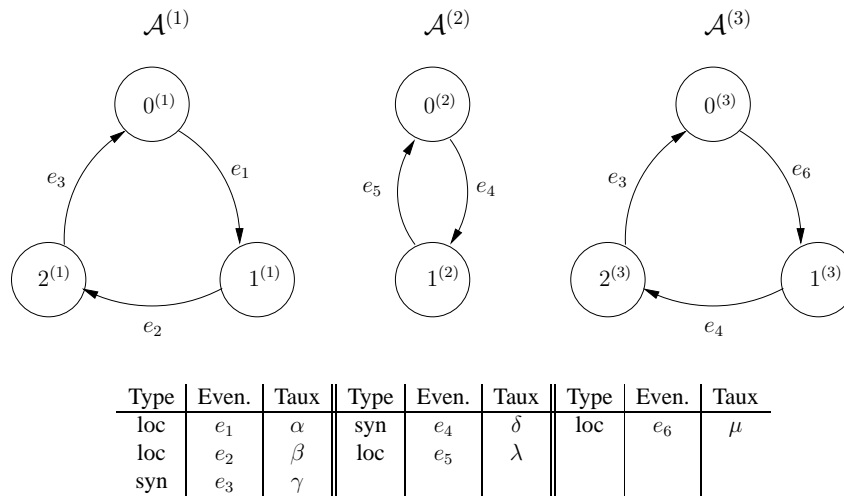 𝒜⁽¹⁾ 𝒜⁽²⁾ 𝒜⁽³⁾
0⁽¹⁾ 0⁽²⁾ 0⁽³⁾
e₃ e₁ e₅ e₄ e₃ e₆
2⁽¹⁾ 1⁽¹⁾ 1⁽²⁾ 2⁽³⁾ 1⁽³⁾
e₂ e₄
Type Even. Taux Type Even. Taux Type Even. Taux
loc e₁ α syn e₄ δ loc e₆ μ
loc e₂ β loc e₅ λ
syn e₃ γ